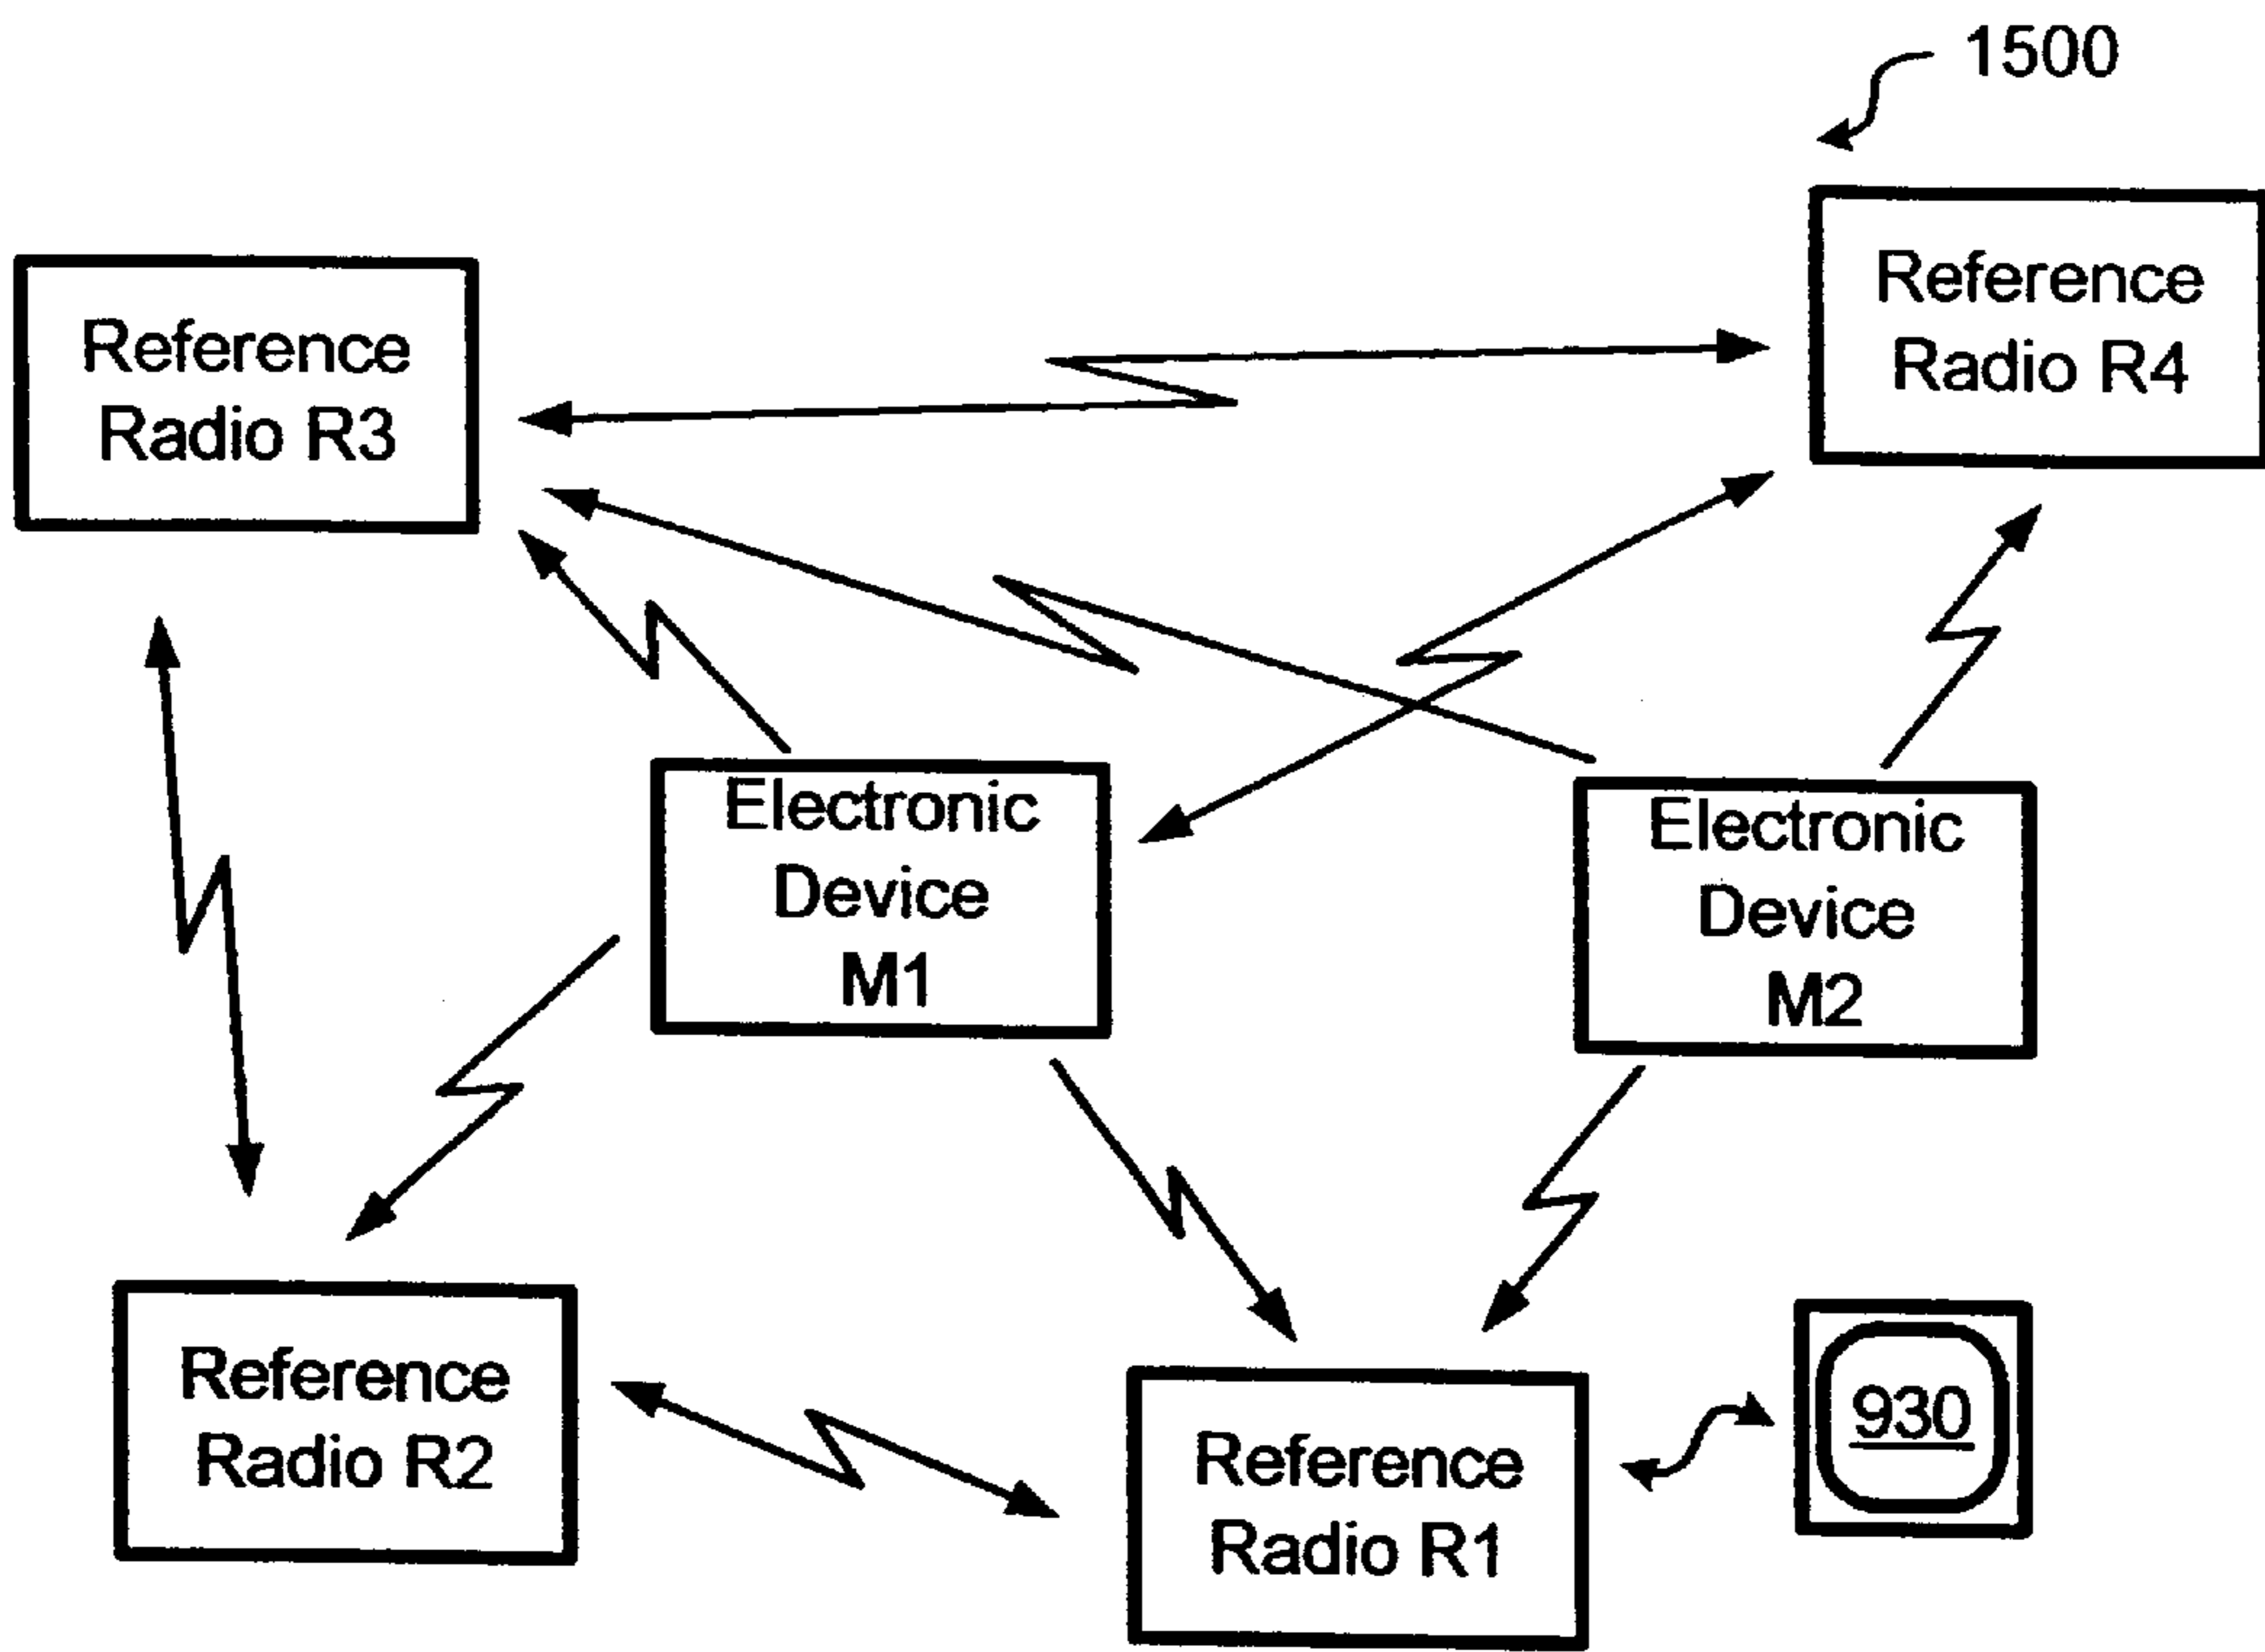 1500
Reference
Radio R4
Reference
Radio R3
Electronic
Device
M1
Electronic
Device
M2
Reference
Radio R2
Reference
Radio R1
930